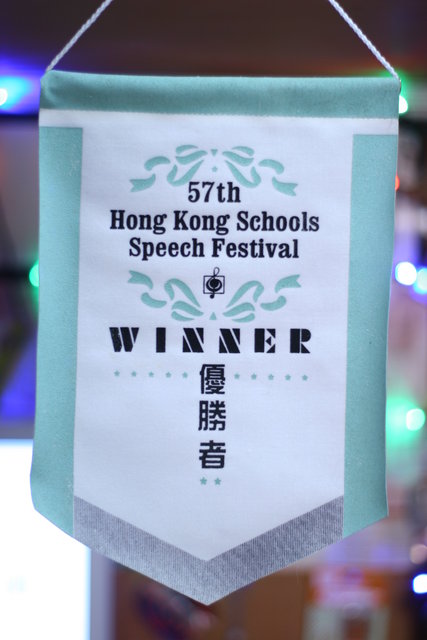 57th
Hong Kong Schools
Speech Festival
WINNER
優
勝
者